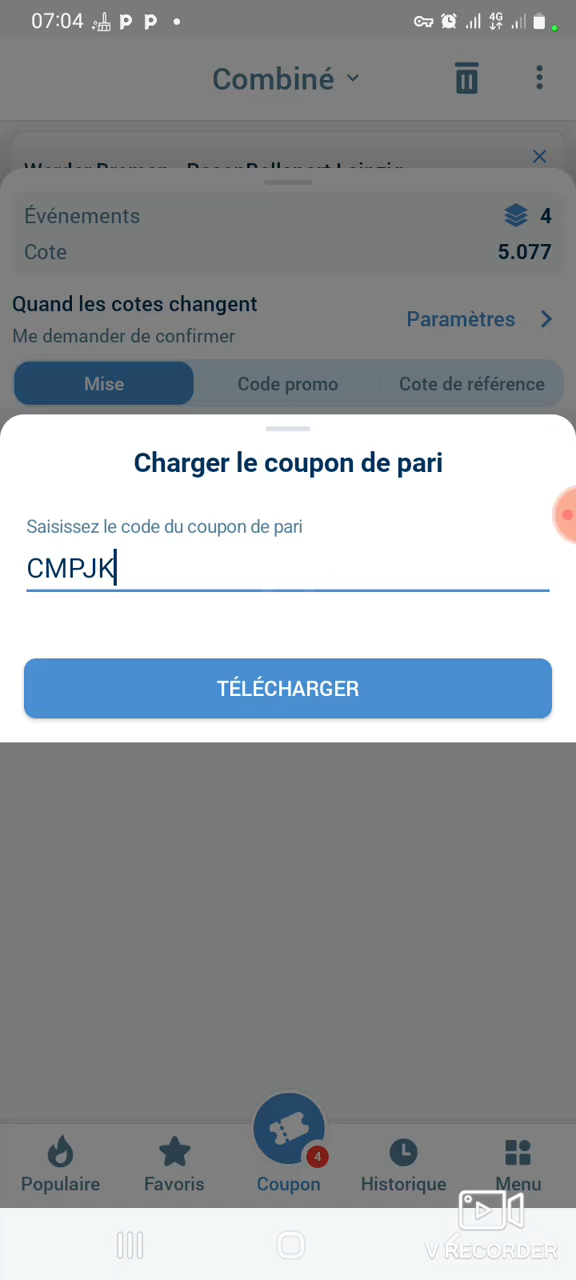 07:04
4G
Combiné
Événements
4
Cote
5.077
Quand les cotes changent
Me demander de confirmer
Paramètres
Mise
Code promo
Cote de référence
Charger le coupon de pari
Saisissez le code du coupon de pari
CMPJK
TÉLÉCHARGER
4
Populaire
Favoris
Coupon
Historique
Menu
V RECORDER